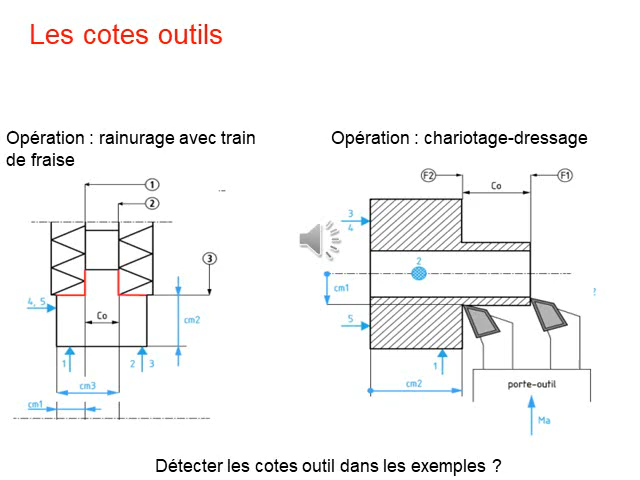 Les cotes outils
Opération : rainurage avec train
de fraise
Opération : chariotage-dressage
1
2
3
4, 5
Co
cm2
1
2
3
cm3
cm1
F2
F1
Co
3
4
2
cm1
?
5
1
cm2
porte-outil
Ma
Détecter les cotes outil dans les exemples ?